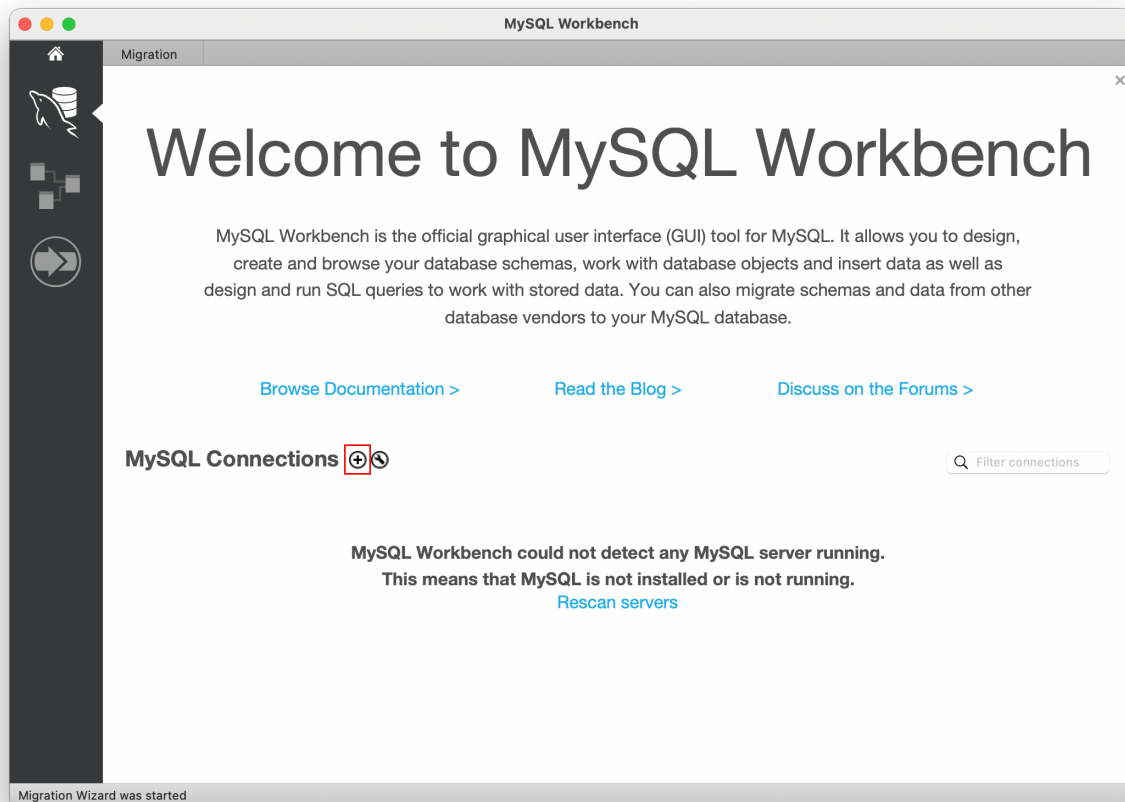 MySQL Workbench
Migration
Welcome to MySQL Workbench
MySQL Workbench is the official graphical user interface (GUI) tool for MySQL. It allows you to design,
create and browse your database schemas, work with database objects and insert data as well as
design and run SQL queries to work with stored data. You can also migrate schemas and data from other
database vendors to your MySQL database.
Browse Documentation > Read the Blog > Discuss on the Forums >
MySQL Connections Filter connections
MySQL Workbench could not detect any MySQL server running.
This means that MySQL is not installed or is not running.
Rescan servers
Migration Wizard was started